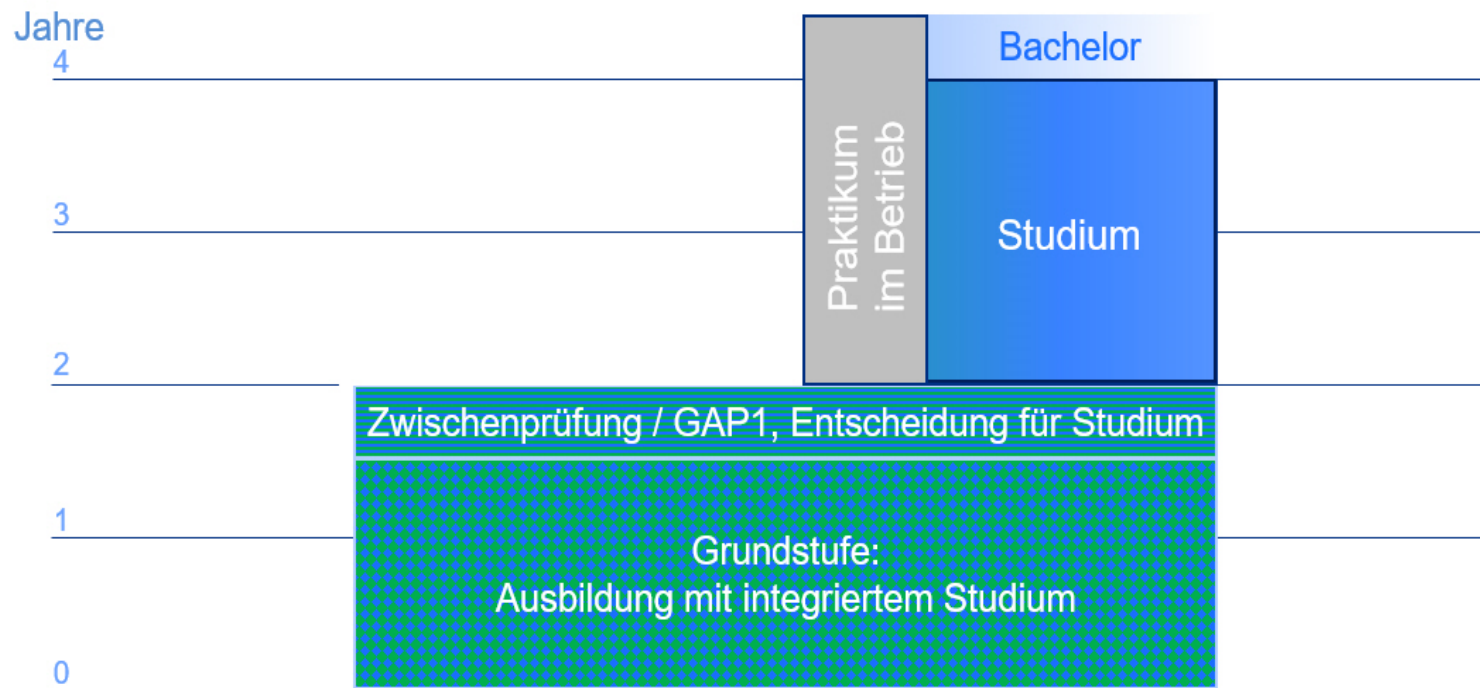 Jahre
4
Bachelor
Praktikum
im Betrieb
3
Studium
2
Zwischenprüfung / GAP1, Entscheidung für Studium
1
Grundstufe:
Ausbildung mit integriertem Studium
0